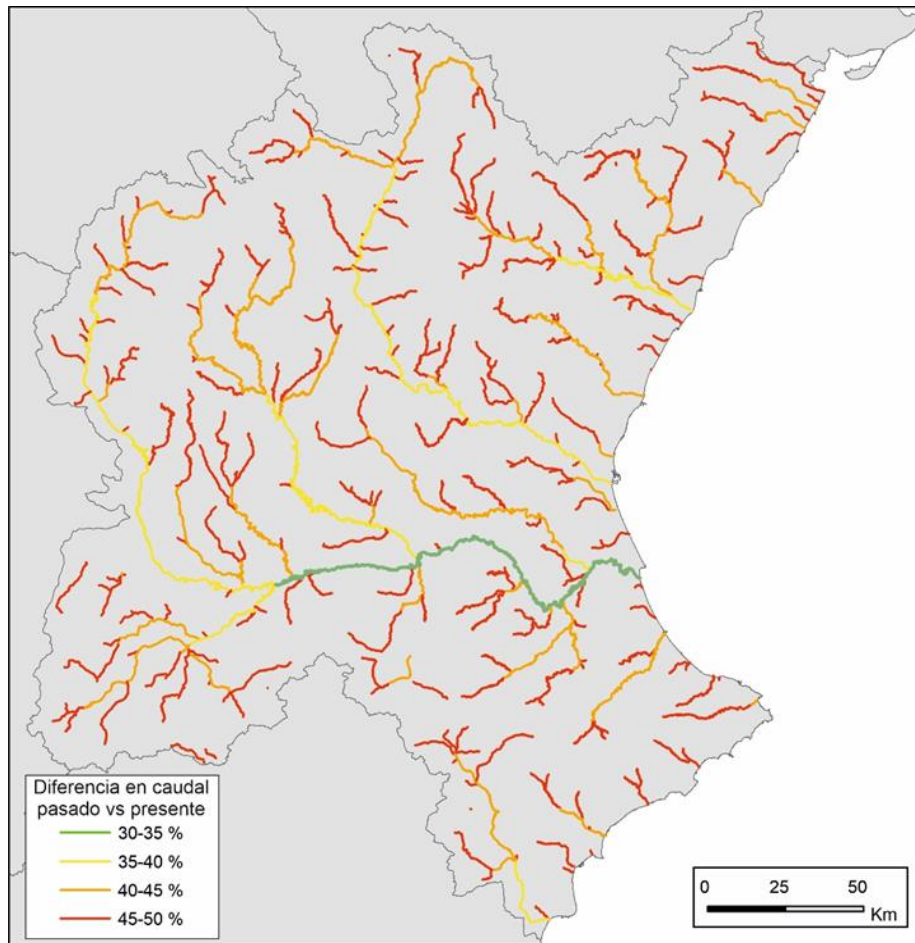 Diferencia en caudal
pasado vs presente
30-35 %
35-40 %
40-45 %
45-50 %
0 25 50
Km